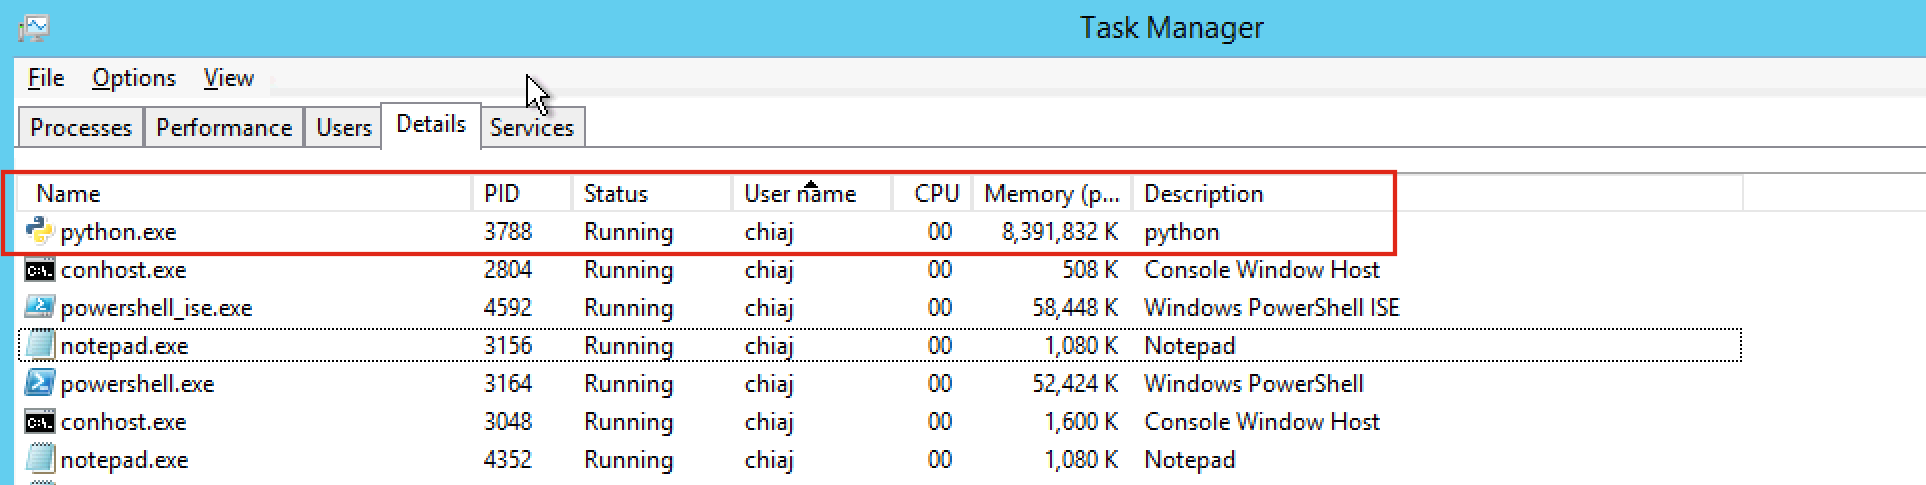 Task Manager
File Options View
Processes Performance Users Details Services
Name PID Status User name CPU Memory (p... Description
python.exe 3788 Running chiaj 00 8,391,832 K python
conhost.exe 2804 Running chiaj 00 508 K Console Window Host
powershell_ise.exe 4592 Running chiaj 00 58,448 K Windows PowerShell ISE
notepad.exe 3156 Running chiaj 00 1,080 K Notepad
powershell.exe 3164 Running chiaj 00 52,424 K Windows PowerShell
conhost.exe 3048 Running chiaj 00 1,600 K Console Window Host
notepad.exe 4352 Running chiaj 00 1,080 K Notepad